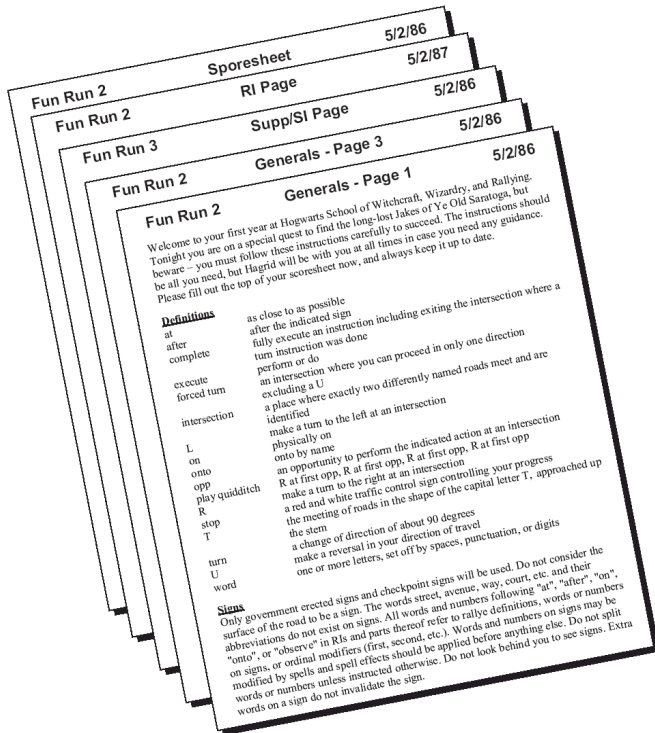 Fun Run 2 Sporesheet 5/2/86
Fun Run 2 RI Page 5/2/87
Fun Run 3 Supp/SI Page 5/2/86
Fun Run 2 Generals - Page 3 5/2/86
Fun Run 2 Generals - Page 1 5/2/86
Welcome to your first year at Hogwarts School of Witchcraft, Wizardry, and Rallying.
Tonight you are on a special quest to find the long-lost Jakes of Ye Old Saratoga, but
beware – you must follow these instructions carefully to succeed. The instructions should
be all you need, but Hagrid will be with you at all times in case you need any guidance.
Please fill out the top of your scoresheet now, and always keep it up to date.
Definitions
at as close to as possible
after after the indicated sign
complete fully execute an instruction including exiting the intersection where a
turn instruction was done
execute perform or do
forced turn an intersection where you can proceed in only one direction
excluding a U
intersection a place where exactly two differently named roads meet and are
identified
L make a turn to the left at an intersection
on physically on
onto onto by name
opp an opportunity to perform the indicated action at an intersection
play quidditch R at first opp, R at first opp, R at first opp, R at first opp
R make a turn to the right at an intersection
stop a red and white traffic control sign controlling your progress
T the meeting of roads in the shape of the capital letter T, approached up
the stem
turn a change of direction of about 90 degrees
U make a reversal in your direction of travel
word one or more letters, set off by spaces, punctuation, or digits
Signs
Only government erected signs and checkpoint signs will be used. Do not consider the
surface of the road to be a sign. The words street, avenue, way, court, etc. and their
abbreviations do not exist on signs. All words and numbers following "at", "after", "on",
"onto", or "observe" in RIs and parts thereof refer to rallye definitions, words or numbers
on signs, or ordinal modifiers (first, second, etc.). Words and numbers on signs may be
modified by spells and spell effects should be applied before anything else. Do not split
words or numbers unless instructed otherwise. Do not look behind you to see signs. Extra
words on a sign do not invalidate the sign.